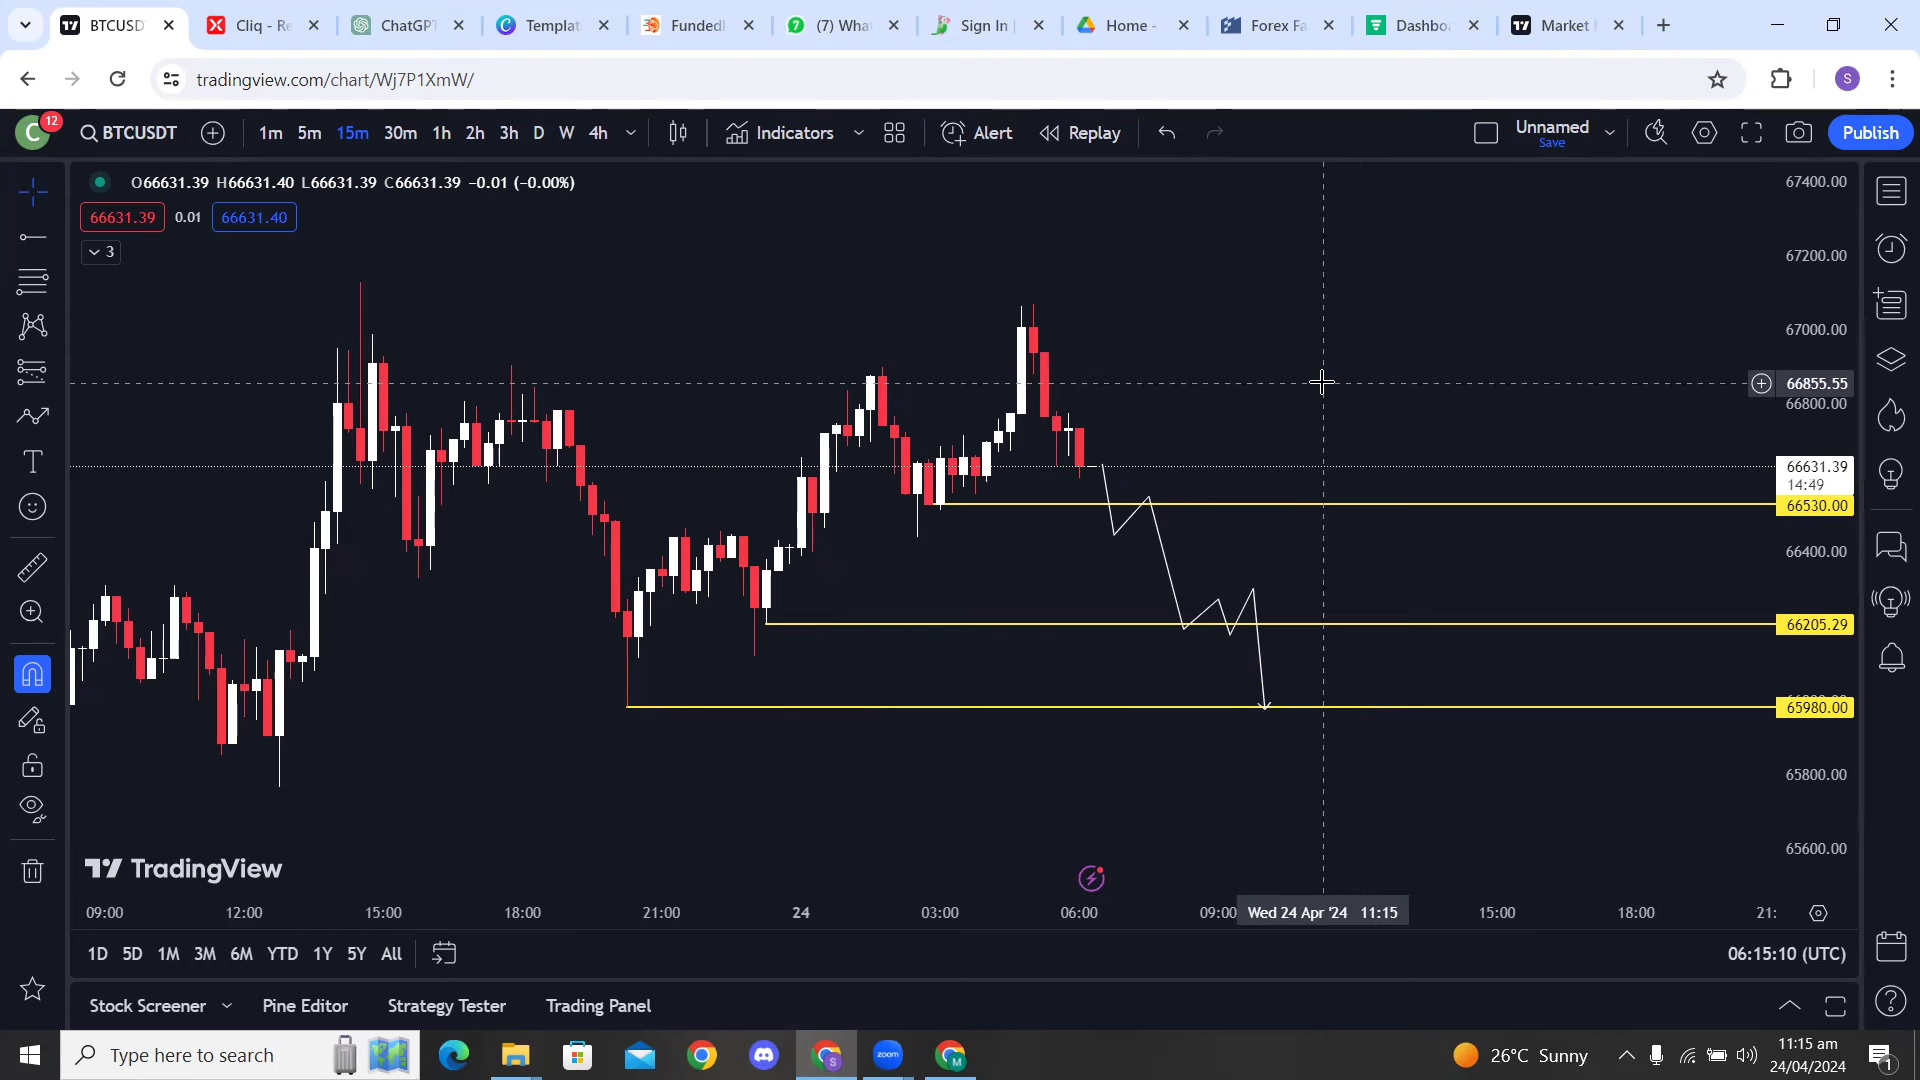 BTCUSD
Cliq - Re
ChatGPT
Templat
FundedI
(7) Wha
Sign In
Home -
Forex Fa
Dashbo
Market
tradingview.com/chart/Wj7P1XmW/
S
C 12
BTCUSDT
1m 5m 15m 30m 1h 2h 3h D W 4h
Indicators
Alert
Replay
Unnamed
Save
Publish
O66631.39 H66631.40 L66631.39 C66631.39 −0.01 (−0.00%)
66631.39 0.01 66631.40
3
67400.00
67200.00
67000.00
66855.55
66800.00
66631.39
14:49
66530.00
66400.00
66205.29
65980.00
65800.00
65600.00
TradingView
09:00 12:00 15:00 18:00 21:00 24 03:00 06:00 09:00 Wed 24 Apr '24 11:15 15:00 18:00 21:
1D 5D 1M 3M 6M YTD 1Y 5Y All
06:15:10 (UTC)
Stock Screener
Pine Editor
Strategy Tester
Trading Panel
Type here to search
zoom
26°C Sunny
11:15 am
24/04/2024
1